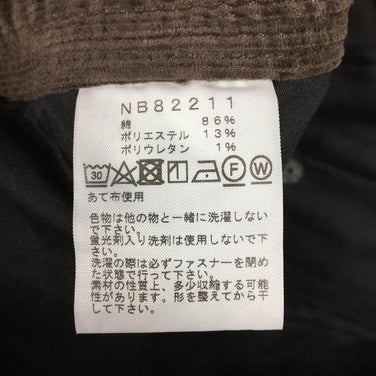 NB82211
綿 86%
ポリエステル 13%
ポリウレタン 1%
30 F W
あて布使用
色物は他の物と一緒に洗濯しない
で下さい。
蛍光剤入り洗剤は使用しないで下
さい。
洗濯の際は必ずファスナーを閉め
た状態で行って下さい。
素材の性質上、多少収縮する可能
性があります。形を整えてから干
して下さい。